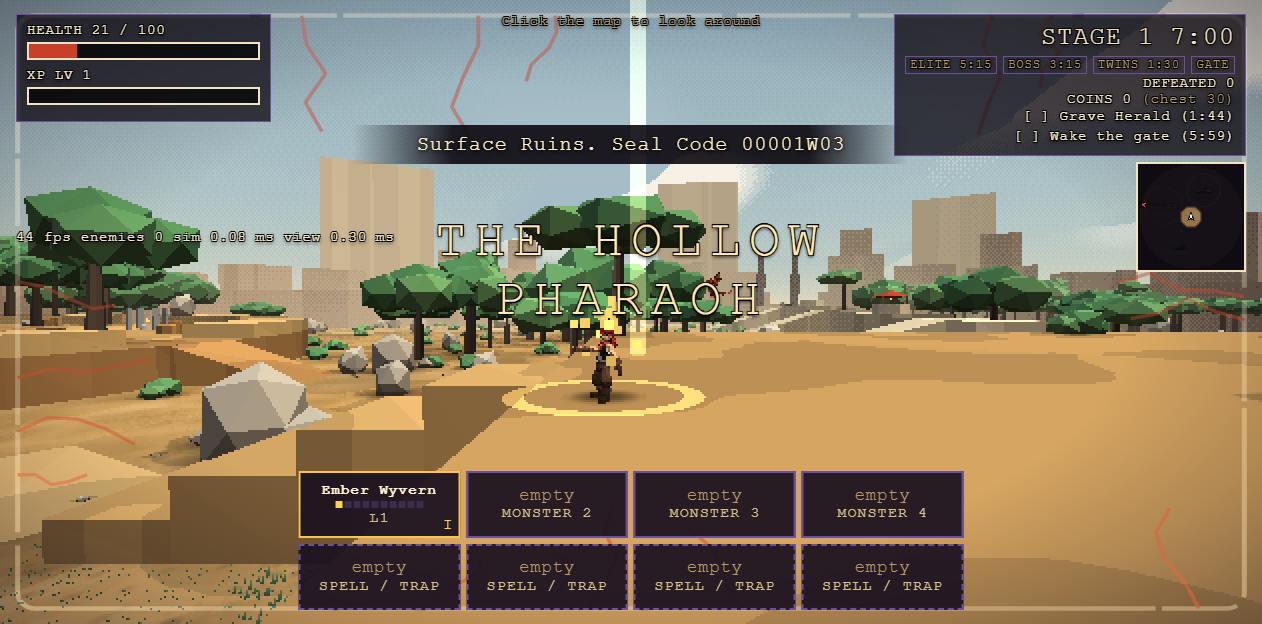 HEALTH 21 / 100
XP LV 1
Click the map to look around
STAGE 1 7:00
ELITE 5:15 BOSS 3:15 TWINS 1:30 GATE
DEFEATED 0
COINS 0 (chest 30)
[ ] Grave Herald (1:44)
[ ] Wake the gate (5:59)
Surface Ruins. Seal Code 00001W03
44 fps enemies 0 sim 0.08 ms view 0.30 ms
THE HOLLOW
PHARAOH
Ember Wyvern
L1
I
empty
MONSTER 2
empty
MONSTER 3
empty
MONSTER 4
empty
SPELL / TRAP
empty
SPELL / TRAP
empty
SPELL / TRAP
empty
SPELL / TRAP